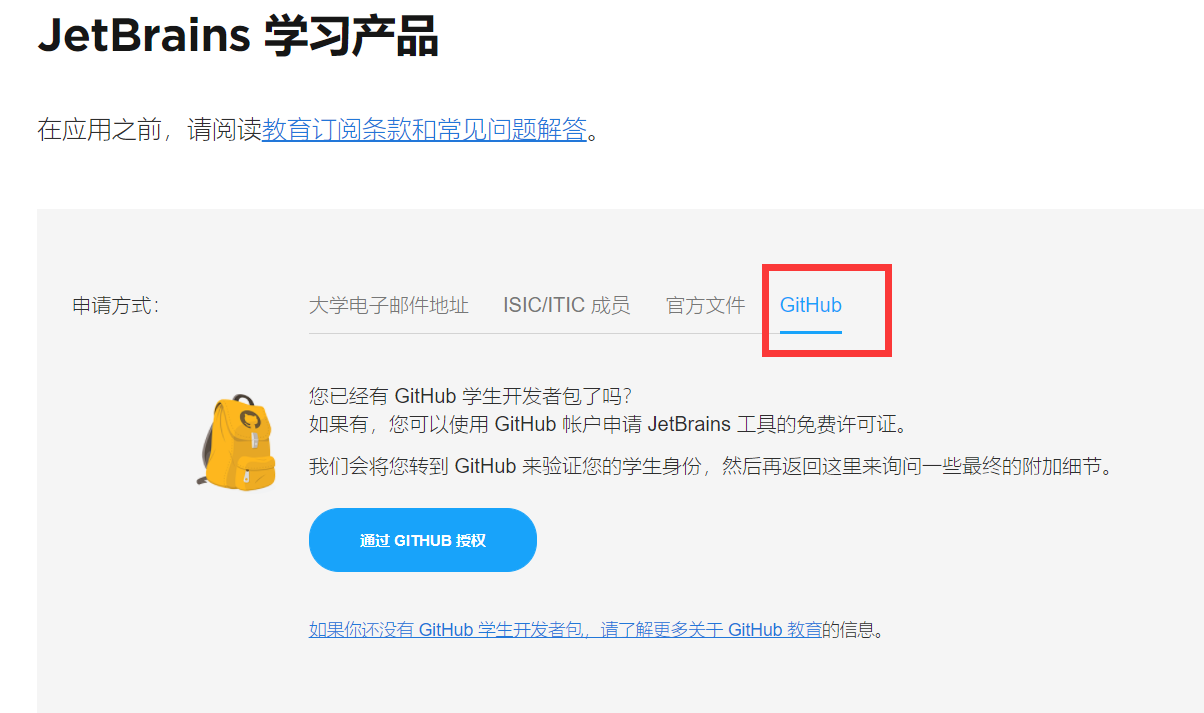 JetBrains 学习产品
在应用之前，请阅读教育订阅条款和常见问题解答。
申请方式：
大学电子邮件地址 ISIC/ITIC 成员 官方文件 GitHub
您已经有 GitHub 学生开发者包了吗？
如果有，您可以使用 GitHub 帐户申请 JetBrains 工具的免费许可证。
我们会将您转到 GitHub 来验证您的学生身份，然后再返回这里来询问一些最终的附加细节。
通过 GITHUB 授权
如果你还没有 GitHub 学生开发者包，请了解更多关于 GitHub 教育的信息。